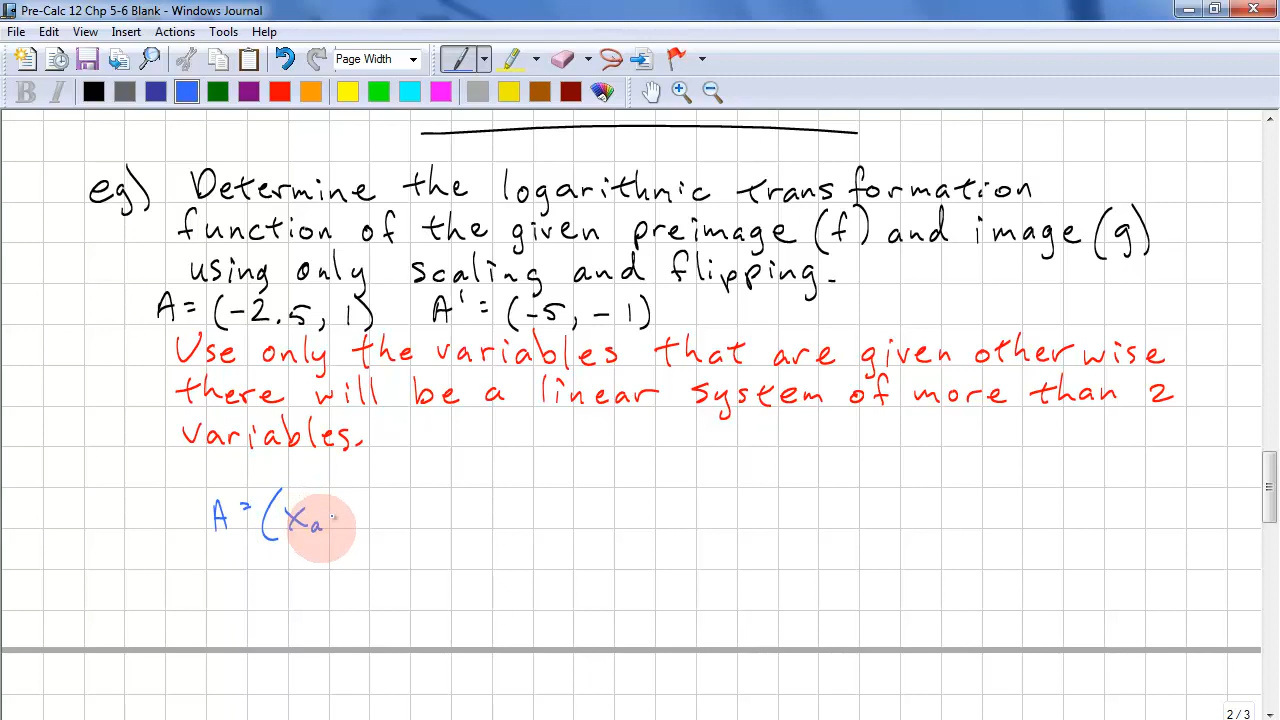 Pre-Calc 12 Chp 5-6 Blank - Windows Journal
File Edit View Insert Actions Tools Help
Page Width
B I
eg) Determine the logarithmic transformation
function of the given preimage (f) and image (g)
using only scaling and flipping.
A = (-2.5, 1) A' = (-5, -1)
Use only the variables that are given otherwise
there will be a linear system of more than 2
variables.
A = (xa
2 / 3